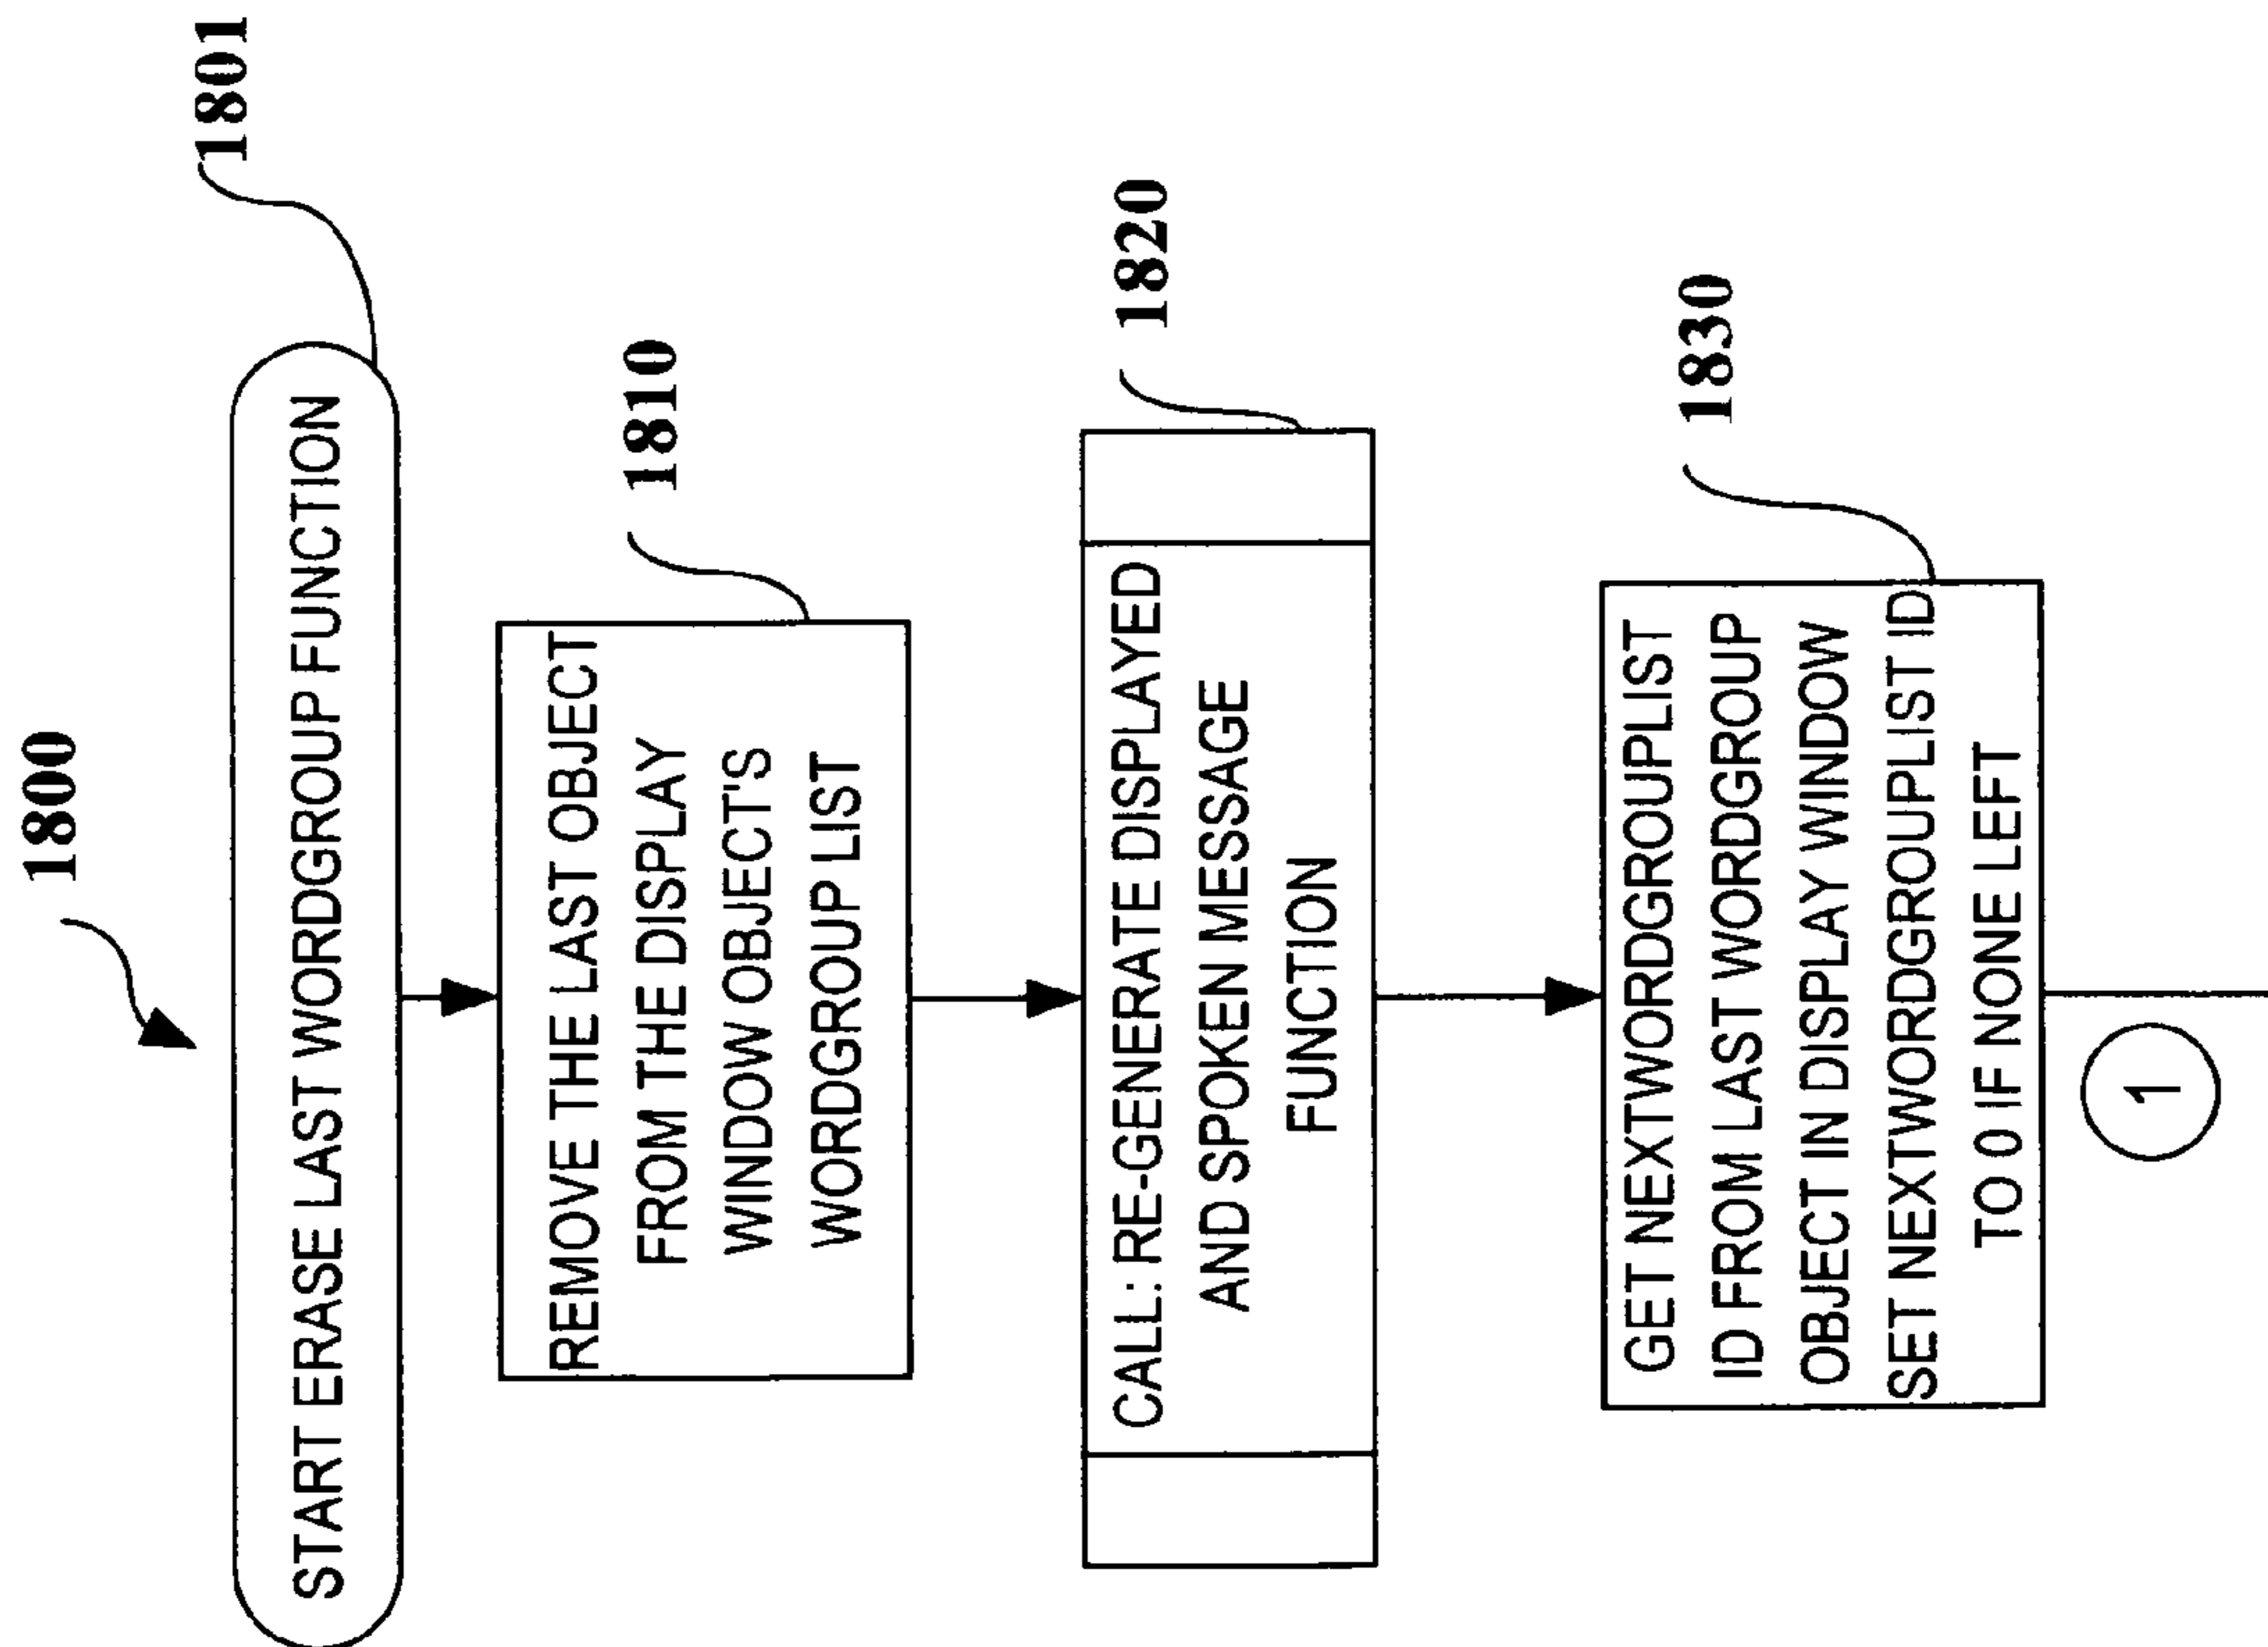 1800
START ERASE LAST WORDGROUP FUNCTION
1801
REMOVE THE LAST OBJECT
FROM THE DISPLAY
WINDOW OBJECT'S
WORDGROUP LIST
1810
CALL: RE-GENERATE DISPLAYED
AND SPOKEN MESSAGE
FUNCTION
1820
GET NEXTWORDGROUPLIST
ID FROM LAST WORDGROUP
OBJECT IN DISPLAY WINDOW
SET NEXTWORDGROUPLIST ID
TO 0 IF NONE LEFT
1830
1